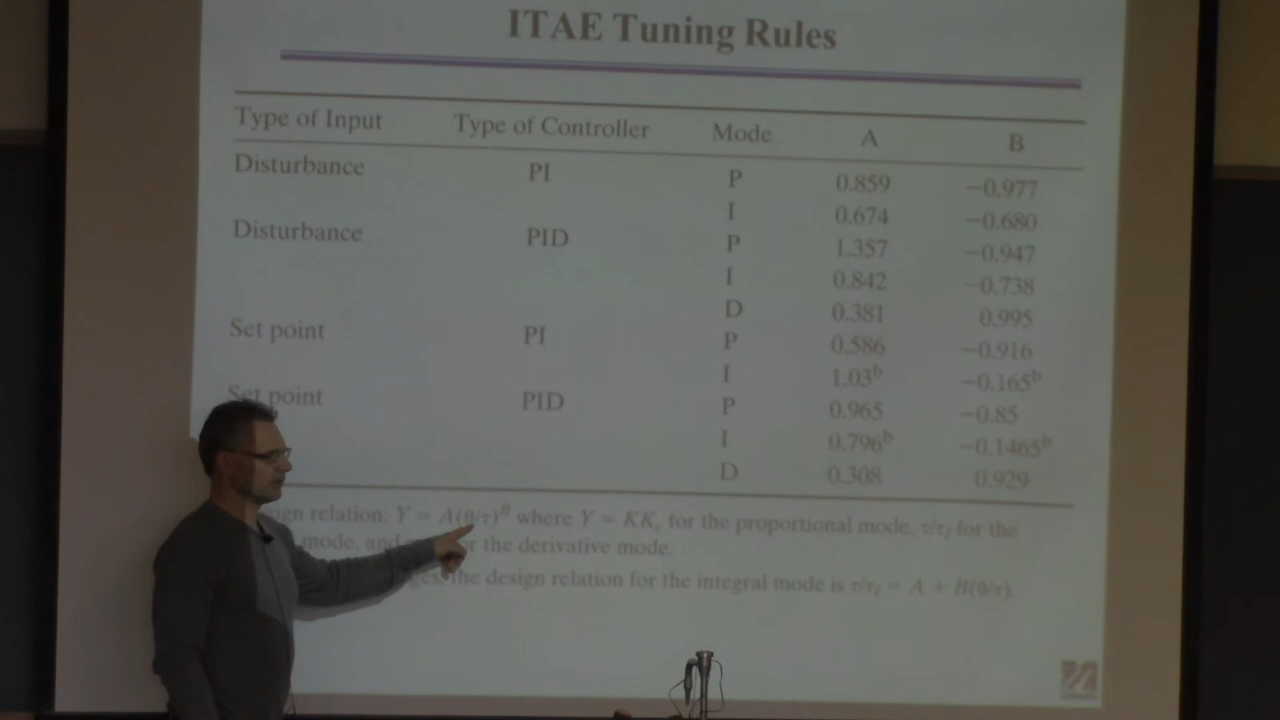 ITAE Tuning Rules
Type of Input Type of Controller Mode A B
Disturbance PI P 0.859 −0.977
I 0.674 −0.680
Disturbance PID P 1.357 −0.947
I 0.842 −0.738
D 0.381 0.995
Set point PI P 0.586 −0.916
I 1.03ᵇ −0.165ᵇ
Set point PID P 0.965 −0.85
I 0.796ᵇ −0.1465ᵇ
D 0.308 0.929
relation: Y = A(θ/τ)ᴮ where Y = KK꜀ for the proportional mode, τ/τ_I for the
mode, and for the derivative mode.
the design relation for the integral mode is τ/τ_I = A + B(θ/τ).